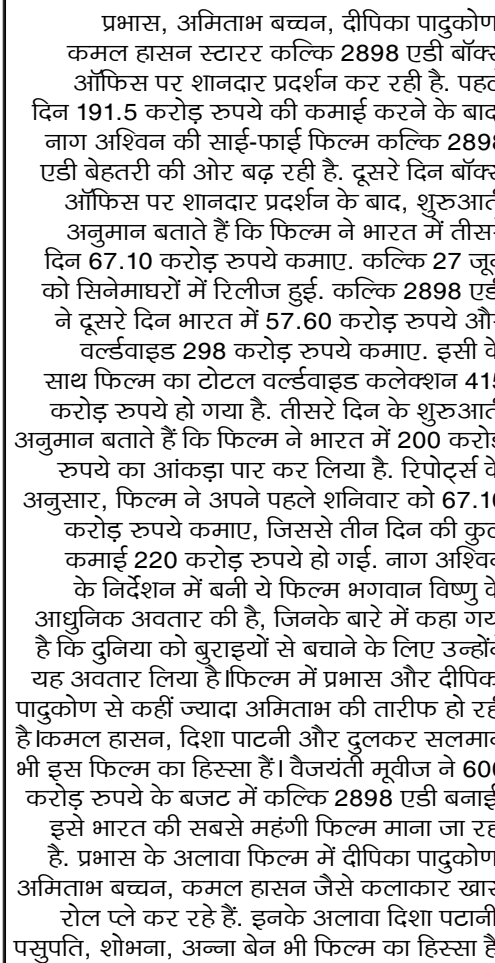 प्रभास, अमिताभ बच्चन, दीपिका पादुकोण
कमल हासन स्टारर कल्कि 2898 एडी बॉक्स
ऑफिस पर शानदार प्रदर्शन कर रही है. पहले
दिन 191.5 करोड़ रुपये की कमाई करने के बाद
नाग अश्विन की साई-फाई फिल्म कल्कि 2898
एडी बेहतरी की ओर बढ़ रही है. दूसरे दिन बॉक्स
ऑफिस पर शानदार प्रदर्शन के बाद, शुरुआती
अनुमान बताते हैं कि फिल्म ने भारत में तीसरे
दिन 67.10 करोड़ रुपये कमाए. कल्कि 27 जून
को सिनेमाघरों में रिलीज हुई. कल्कि 2898 एडी
ने दूसरे दिन भारत में 57.60 करोड़ रुपये और
वर्ल्डवाइड 298 करोड़ रुपये कमाए. इसी के
साथ फिल्म का टोटल वर्ल्डवाइड कलेक्शन 415
करोड़ रुपये हो गया है. तीसरे दिन के शुरुआती
अनुमान बताते हैं कि फिल्म ने भारत में 200 करोड़
रुपये का आंकड़ा पार कर लिया है. रिपोर्ट्स के
अनुसार, फिल्म ने अपने पहले शनिवार को 67.10
करोड़ रुपये कमाए, जिससे तीन दिन की कुल
कमाई 220 करोड़ रुपये हो गई. नाग अश्विन
के निर्देशन में बनी ये फिल्म भगवान विष्णु के
आधुनिक अवतार की है, जिनके बारे में कहा गया
है कि दुनिया को बुराइयों से बचाने के लिए उन्होंने
यह अवतार लिया है।फिल्म में प्रभास और दीपिका
पादुकोण से कहीं ज्यादा अमिताभ की तारीफ हो रही
है।कमल हासन, दिशा पाटनी और दुलकर सलमान
भी इस फिल्म का हिस्सा हैं। वैजयंती मूवीज ने 600
करोड़ रुपये के बजट में कल्कि 2898 एडी बनाई
इसे भारत की सबसे महंगी फिल्म माना जा रहा
है. प्रभास के अलावा फिल्म में दीपिका पादुकोण
अमिताभ बच्चन, कमल हासन जैसे कलाकार खास
रोल प्ले कर रहे हैं. इनके अलावा दिशा पटानी
पसुपति, शोभना, अन्ना बेन भी फिल्म का हिस्सा हैं